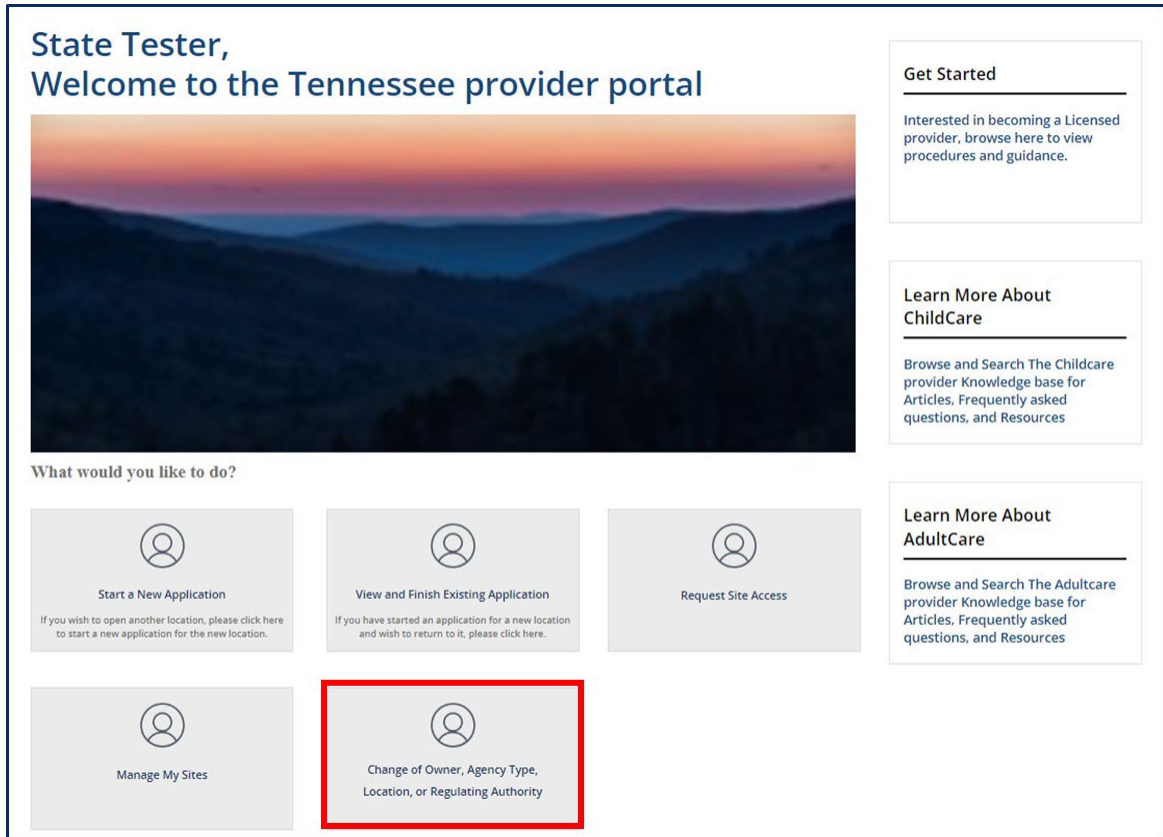 State Tester,
Welcome to the Tennessee provider portal
What would you like to do?
Start a New Application
If you wish to open another location, please click here
to start a new application for the new location.
View and Finish Existing Application
If you have started an application for a new location
and wish to return to it, please click here.
Request Site Access
Manage My Sites
Change of Owner, Agency Type,
Location, or Regulating Authority
Get Started
Interested in becoming a Licensed
provider, browse here to view
procedures and guidance.
Learn More About
ChildCare
Browse and Search The Childcare
provider Knowledge base for
Articles, Frequently asked
questions, and Resources
Learn More About
AdultCare
Browse and Search The Adultcare
provider Knowledge base for
Articles, Frequently asked
questions, and Resources